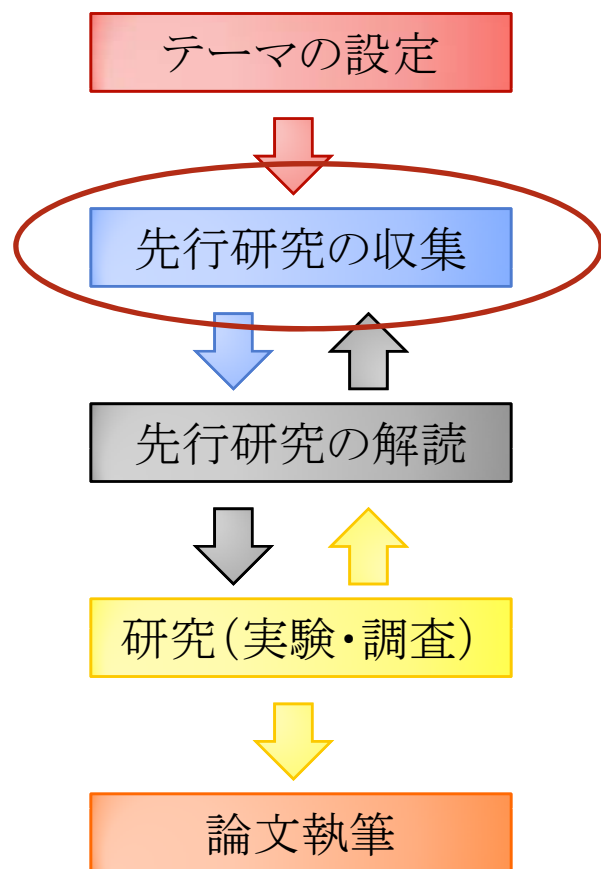 テーマの設定
先行研究の収集
先行研究の解読
研究(実験・調査)
論文執筆